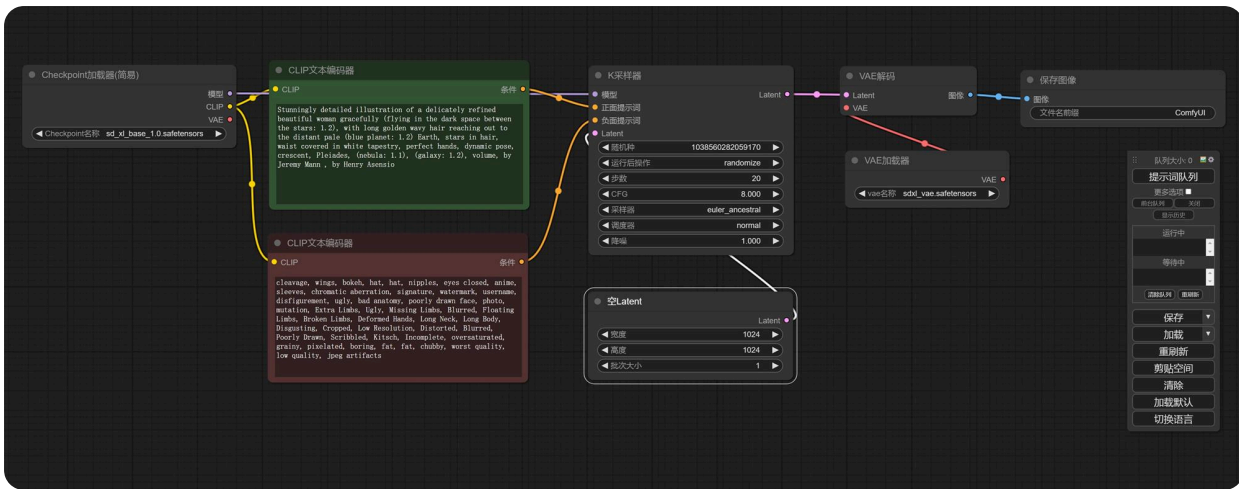 Checkpoint加载器(简易)
模型
CLIP
VAE
Checkpoint名称 sd_xl_base_1.0.safetensors
CLIP文本编码器
CLIP
条件
Stunningly detailed illustration of a delicately refined
beautiful woman gracefully (flying in the dark space between
the stars: 1.2), with long golden wavy hair reaching out to
the distant pale (blue planet: 1.2) Earth, stars in hair,
waist covered in white tapestry, perfect hands, dynamic pose,
crescent, Pleiades, (nebula: 1.1), (galaxy: 1.2), volume, by
Jeremy Mann , by Henry Asensio
CLIP文本编码器
CLIP
条件
cleavage, wings, bokeh, hat, hat, nipples, eyes closed, anime,
sleeves, chromatic aberration, signature, watermark, username,
disfigurement, ugly, bad anatomy, poorly drawn face, photo,
mutation, Extra Limbs, Ugly, Missing Limbs, Blurred, Floating
Limbs, Broken Limbs, Deformed Hands, Long Neck, Long Body,
Disgusting, Cropped, Low Resolution, Distorted, Blurred,
Poorly Drawn, Scribbled, Kitsch, Incomplete, oversaturated,
grainy, pixelated, boring, fat, fat, chubby, worst quality,
low quality, jpeg artifacts
K采样器
模型
Latent
正面提示词
负面提示词
Latent
随机种 1038560282059170
运行后操作 randomize
步数 20
CFG 8.000
采样器 euler_ancestral
调度器 normal
降噪 1.000
空Latent
Latent
宽度 1024
高度 1024
批次大小 1
VAE解码
Latent
图像
VAE
VAE加载器
VAE
vae名称 sdxl_vae.safetensors
保存图像
图像
文件名前缀 ComfyUI
队列大小: 0
提示词队列
更多选项
前台队列 关闭
显示历史
运行中
等待中
清除队列 重刷新
保存
加载
重刷新
剪贴空间
清除
加载默认
切换语言